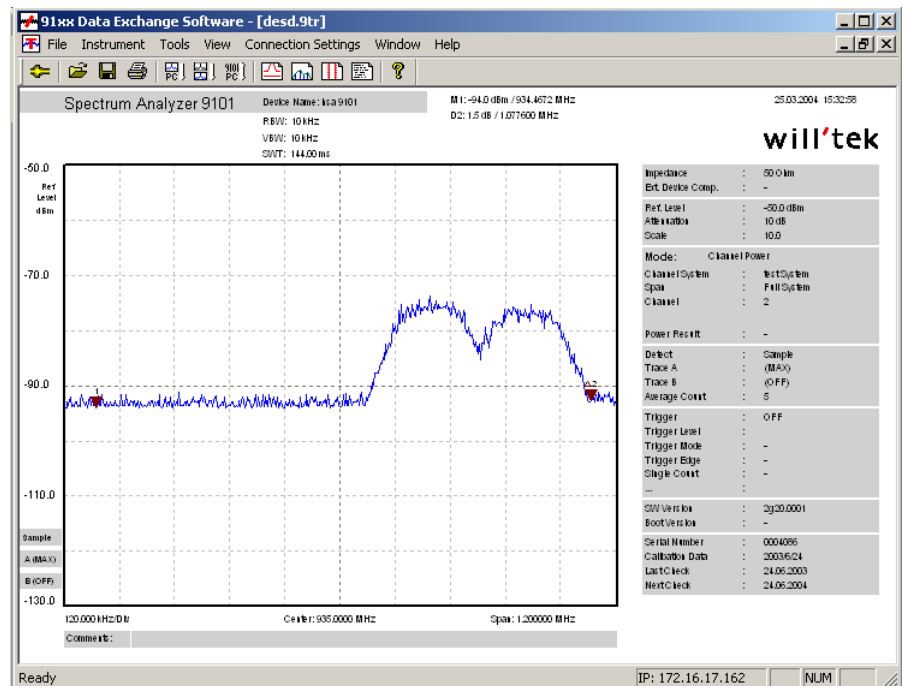 91xx Data Exchange Software - [desd.9tr]
File Instrument Tools View Connection Settings Window Help
PC PC ?
Spectrum Analyzer 9101
Device Name: lisa 9101
RBW: 10 kHz
VBW: 10 kHz
SWT: 144.00 ms
M1: -94.0 dBm / 934.4672 MHz
D2: 1.5 dB / 1.077600 MHz
25.03.2004 15:32:58
will'tek
-50.0
Ref
Level
dBm
-70.0
-90.0
-110.0
-130.0
1
2
Sample
A (MAX)
B (OFF)
120.000 kHz/Div
Center: 935.0000 MHz
Span: 1.200000 MHz
Comments:
Impedance : 50 Ohm
Ext. Device Comp. : -
Ref. Level : -50.0 dBm
Attenuation : 10 dB
Scale : 10.0
Mode: Channel Power
Channel System : testSystem
Span : Full System
Channel : 2
Power Result : -
Detect : Sample
Trace A : (MAX)
Trace B : (OFF)
Average Count : 5
Trigger : OFF
Trigger Level :
Trigger Mode : -
Trigger Edge : -
Single Count : -
... :
SW Version : 2g20.0001
Boot Version : -
Serial Number : 0004086
Calibation Data : 2003/6/24
Last Check : 24.06.2003
Next Check : 24.06.2004
Ready
IP: 172.16.17.162
NUM